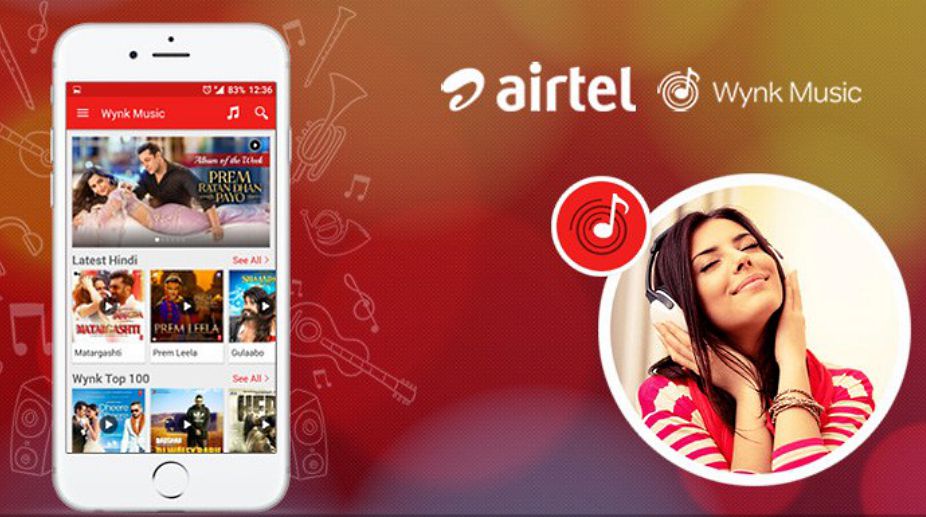 airtel Wynk Music
83% 12:36
Wynk Music
Album of the Week
PREM
RATAN DHAN
PAYO
Latest Hindi See All >
MATARGASHTI PREM LEELA
Matargashti Prem Leela Gulaabo
Wynk Top 100 See All >
Dheere